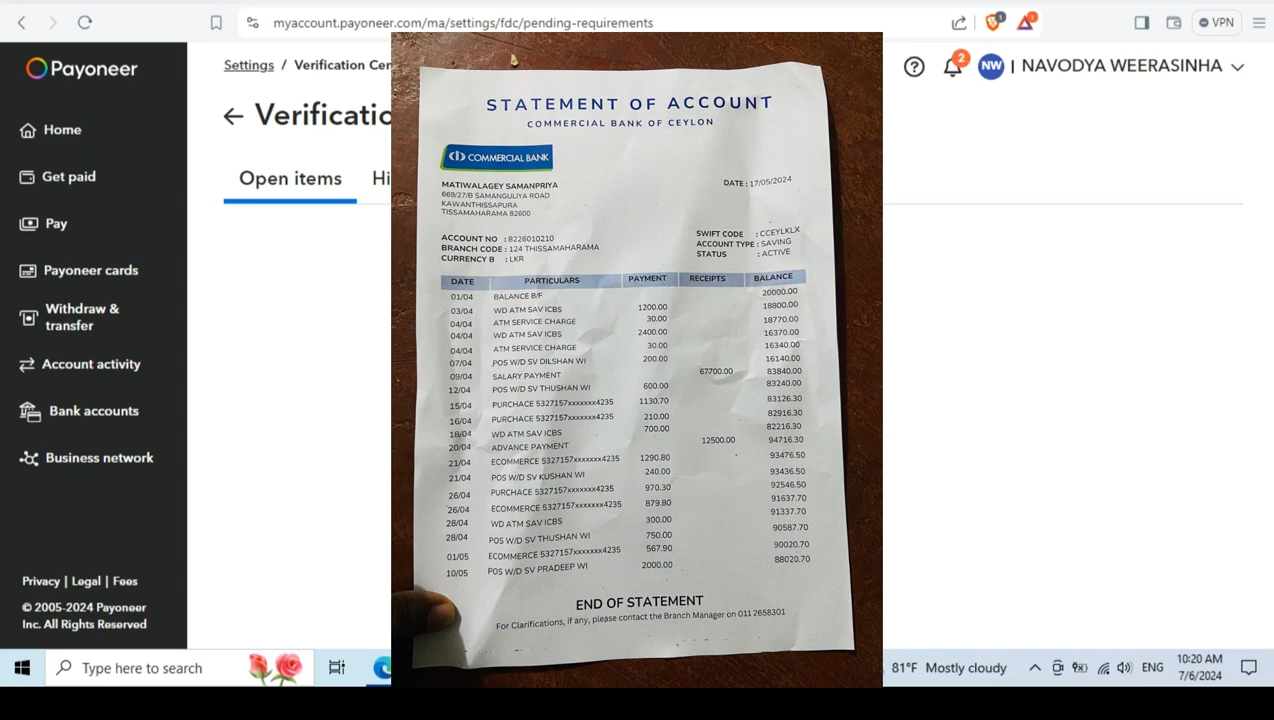 myaccount.payoneer.com/ma/settings/fdc/pending-requirements
1
1
VPN
Payoneer
Settings / Verification Cen
2
NW | NAVODYA WEERASINHA
← Verificatio
Open items Hi
Home
Get paid
Pay
Payoneer cards
Withdraw &
transfer
Account activity
Bank accounts
Business network
Privacy | Legal | Fees
© 2005-2024 Payoneer
Inc. All Rights Reserved
STATEMENT OF ACCOUNT
COMMERCIAL BANK OF CEYLON
COMMERCIAL BANK
MATIWALAGEY SAMANPRIYA
669/27/B SAMANGULIYA ROAD
KAWANTHISSAPURA
TISSAMAHARAMA 82600
DATE : 17/05/2024
ACCOUNT NO : 8226010210
BRANCH CODE : 124 THISSAMAHARAMA
CURRENCY B : LKR
SWIFT CODE : CCEYLKLX
ACCOUNT TYPE : SAVING
STATUS : ACTIVE
DATE PARTICULARS PAYMENT RECEIPTS BALANCE
01/04 BALANCE B/F 20000.00
03/04 WD ATM SAV ICBS 1200.00 18800.00
04/04 ATM SERVICE CHARGE 30.00 18770.00
04/04 WD ATM SAV ICBS 2400.00 16370.00
04/04 ATM SERVICE CHARGE 30.00 16340.00
07/04 POS W/D SV DILSHAN WI 200.00 16140.00
09/04 SALARY PAYMENT 67700.00 83840.00
12/04 POS W/D SV THUSHAN WI 600.00 83240.00
15/04 PURCHACE 5327157xxxxxxx4235 1130.70 83126.30
16/04 PURCHACE 5327157xxxxxxx4235 210.00 82916.30
18/04 WD ATM SAV ICBS 700.00 82216.30
20/04 ADVANCE PAYMENT 12500.00 94716.30
21/04 ECOMMERCE 5327157xxxxxxx4235 1290.80 93476.50
21/04 POS W/D SV KUSHAN WI 240.00 93436.50
26/04 PURCHACE 5327157xxxxxxx4235 970.30 92546.50
26/04 ECOMMERCE 5327157xxxxxxx4235 879.80 91637.70
28/04 WD ATM SAV ICBS 300.00 91337.70
28/04 POS W/D SV THUSHAN WI 750.00 90587.70
01/05 ECOMMERCE 5327157xxxxxxx4235 567.90 90020.70
10/05 POS W/D SV PRADEEP WI 2000.00 88020.70
END OF STATEMENT
For Clarifications, if any, please contact the Branch Manager on 011 2658301
Type here to search
81°F Mostly cloudy
ENG
10:20 AM
7/6/2024